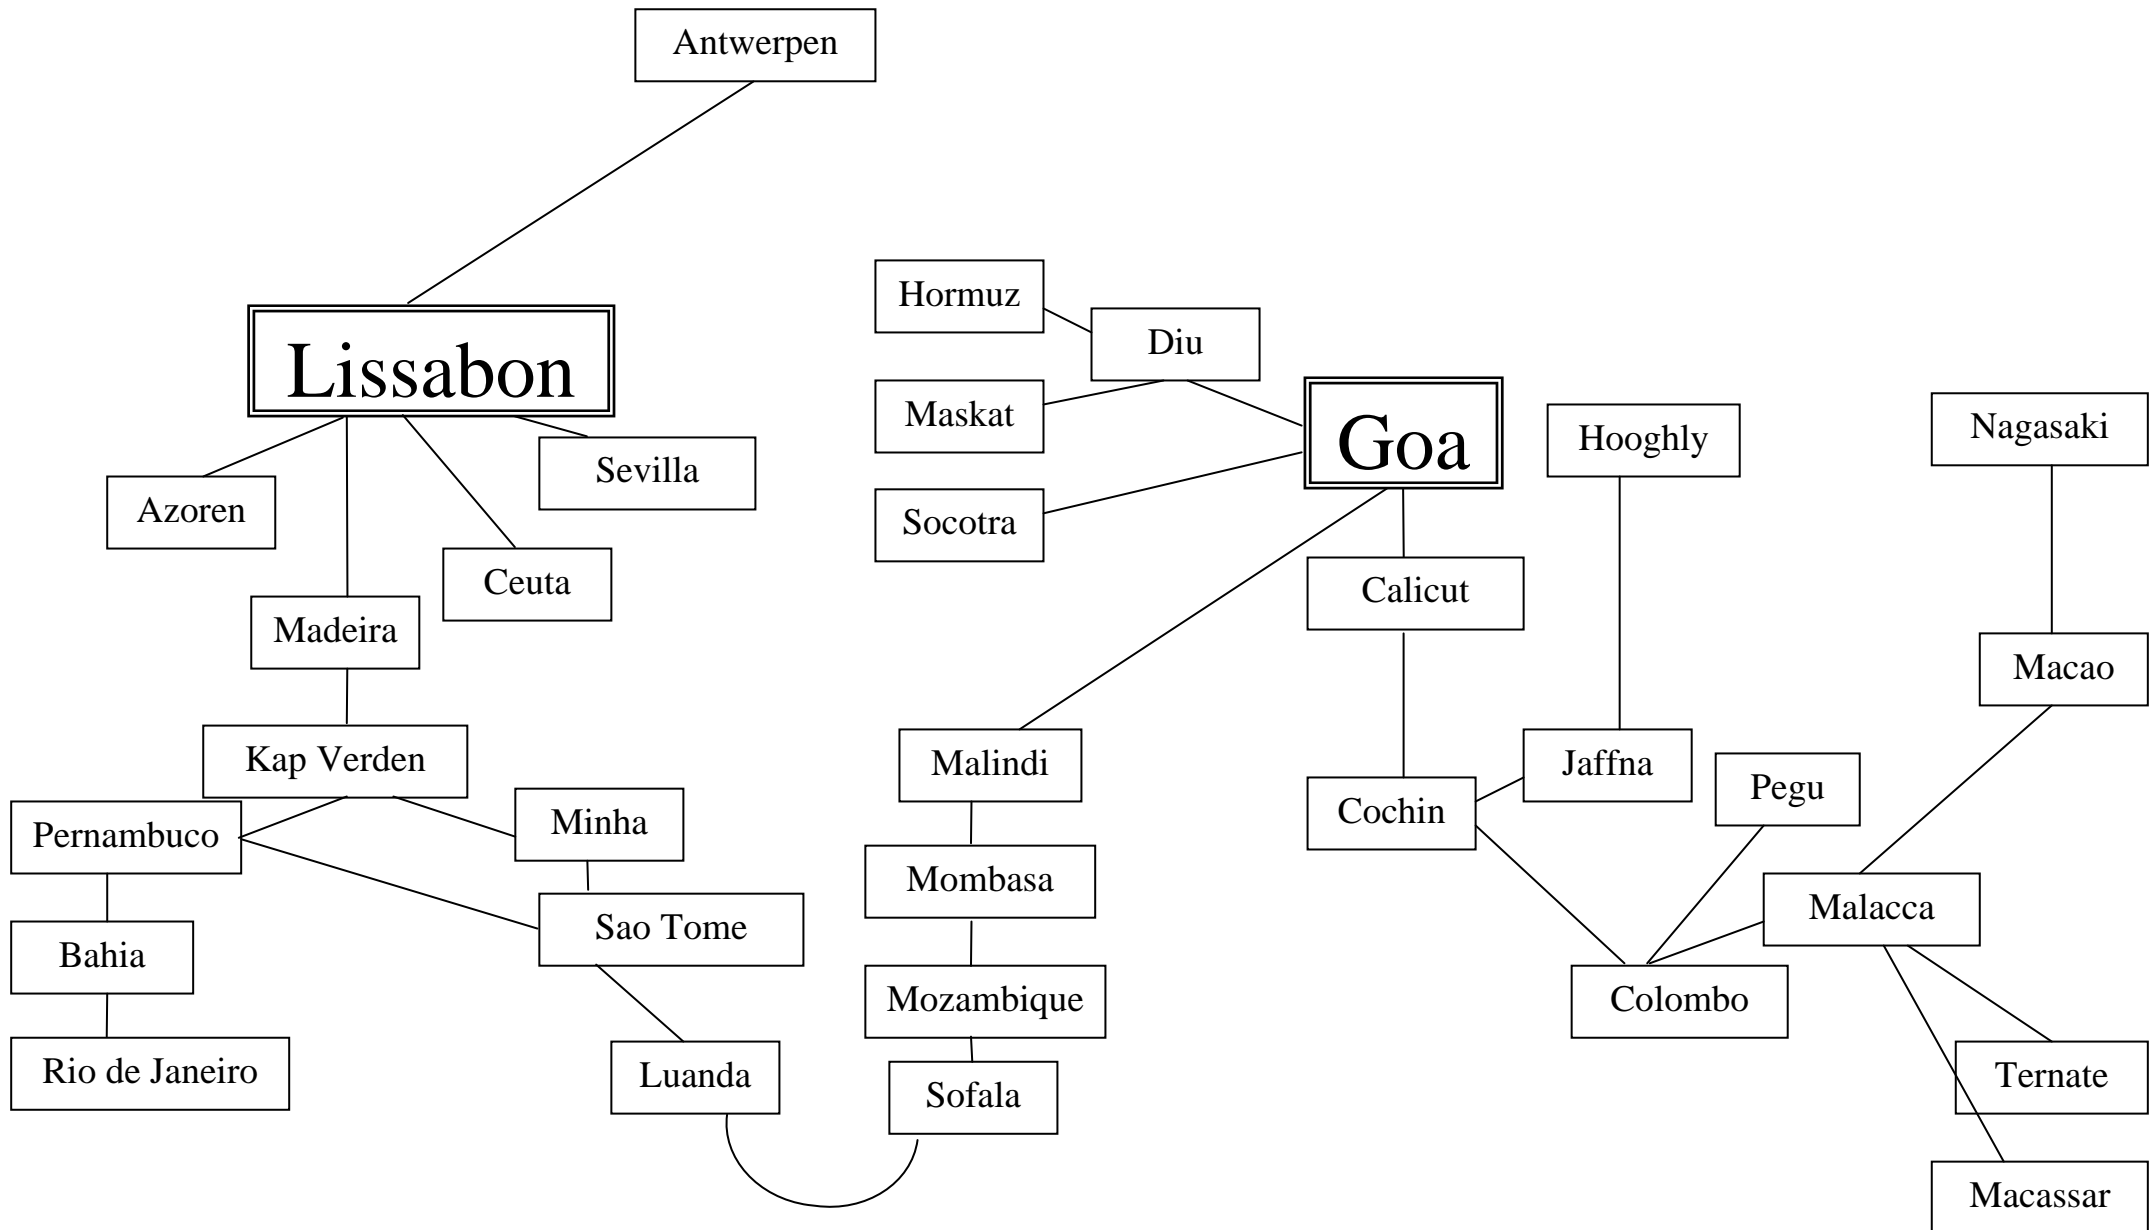 Antwerpen
Hormuz
Diu
Lissabon
Maskat
Goa
Hooghly
Nagasaki
Sevilla
Azoren
Socotra
Ceuta
Calicut
Madeira
Macao
Kap Verden
Malindi
Jaffna
Pegu
Pernambuco
Minha
Cochin
Mombasa
Malacca
Sao Tome
Bahia
Mozambique
Colombo
Rio de Janeiro
Luanda
Sofala
Ternate
Macassar